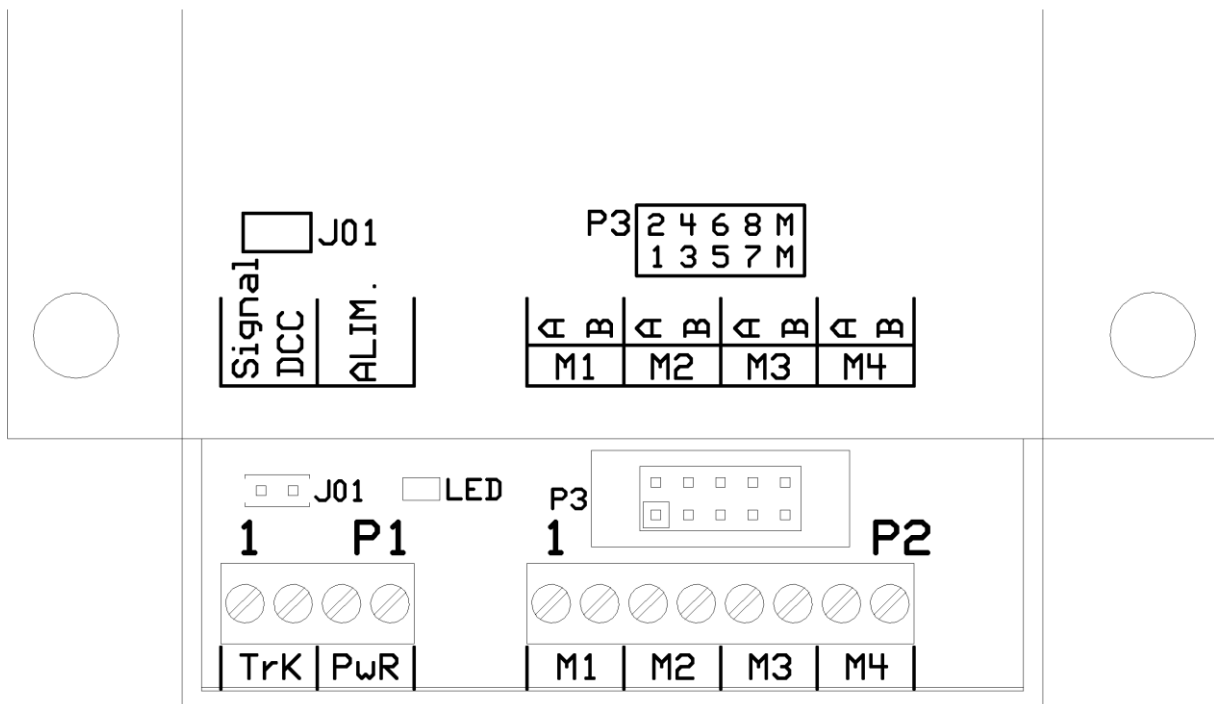 P3 2 4 6 8 M
1 3 5 7 M
J01
Signal
DCC
ALIM.
A B A B A B A B
M1 M2 M3 M4
J01 LED P3
1 P1 1 P2
TrK PwR M1 M2 M3 M4